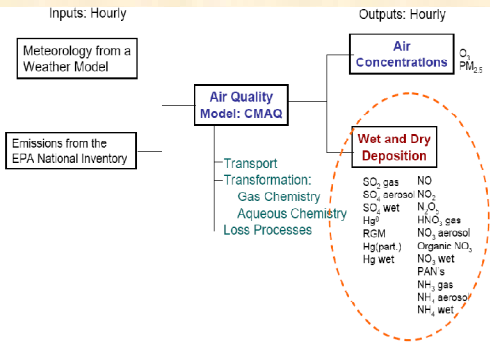 Inputs: Hourly
Outputs: Hourly
Meteorology from a
Weather Model
Emissions from the
EPA National Inventory
Air Quality
Model: CMAQ
Transport
Transformation:
Gas Chemistry
Aqueous Chemistry
Loss Processes
Air
Concentrations
O3
PM2.5
Wet and Dry
Deposition
SO2 gas
SO4 aerosol
SO4 wet
Hg0
RGM
Hg(part.)
Hg wet
NO
NO2
HNO3 gas
NO3 aerosol
Organic NO3
NO3 wet
PAN's
NH3 gas
NH4 aerosol
NH4 wet